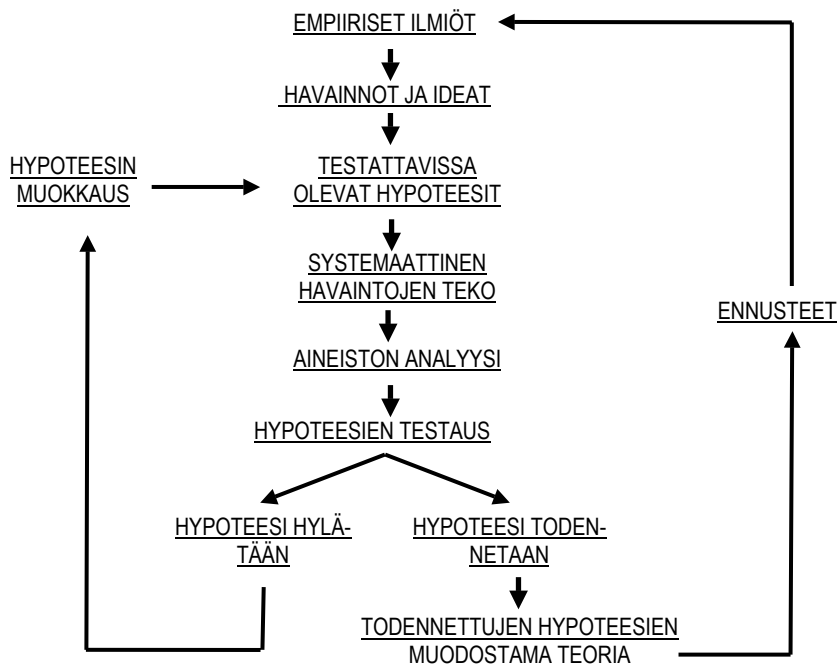 EMPIIRISET ILMIÖT
HAVAINNOT JA IDEAT
HYPOTEESIN
MUOKKAUS
TESTATTAVISSA
OLEVAT HYPOTEESIT
SYSTEMAATTINEN
HAVAINTOJEN TEKO
ENNUSTEET
AINEISTON ANALYYSI
HYPOTEESIEN TESTAUS
HYPOTEESI HYLÄ-
TÄÄN
HYPOTEESI TODEN-
NETAAN
TODENNETTUJEN HYPOTEESIEN
MUODOSTAMA TEORIA